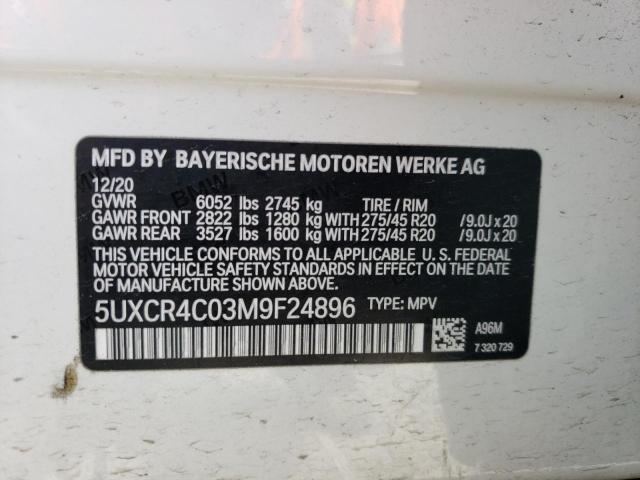 MFD BY BAYERISCHE MOTOREN WERKE AG
12/20
GVWR 6052 lbs 2745 kg TIRE / RIM
GAWR FRONT 2822 lbs 1280 kg WITH 275/45 R20 /9.0J x 20
GAWR REAR 3527 lbs 1600 kg WITH 275/45 R20 /9.0J x 20
THIS VEHICLE CONFORMS TO ALL APPLICABLE U. S. FEDERAL
MOTOR VEHICLE SAFETY STANDARDS IN EFFECT ON THE DATE
OF MANUFACTURE SHOWN ABOVE.
5UXCR4C03M9F24896 TYPE: MPV
A96M
7 320 729
BMW